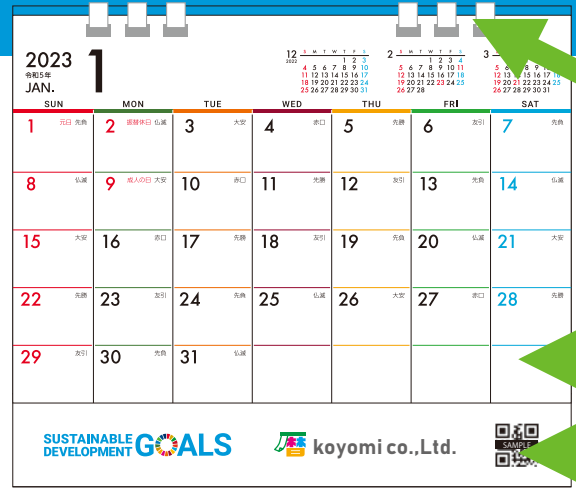 2023
令和5年
JAN.
1
12
2022
S M T W T F S
1 2 3
4 5 6 7 8 9 10
11 12 13 14 15 16 17
18 19 20 21 22 23 24
25 26 27 28 29 30 31
2
S M T W T F S
1 2 3 4
5 6 7 8 9 10 11
12 13 14 15 16 17 18
19 20 21 22 23 24 25
26 27 28
3
SUN MON TUE WED THU FRI SAT
1 元日 先負 2 振替休日 仏滅 3 大安 4 赤口 5 先勝 6 友引 7 先負
8 仏滅 9 成人の日 大安 10 赤口 11 先勝 12 友引 13 先負 14 仏滅
15 大安 16 赤口 17 先勝 18 友引 19 先負 20 仏滅 21 大安
22 先勝 23 友引 24 先負 25 仏滅 26 大安 27 赤口 28 先勝
29 友引 30 先負 31 仏滅
SUSTAINABLE
DEVELOPMENT
GOALS
暦 koyomi co.,Ltd.
SAMPLE